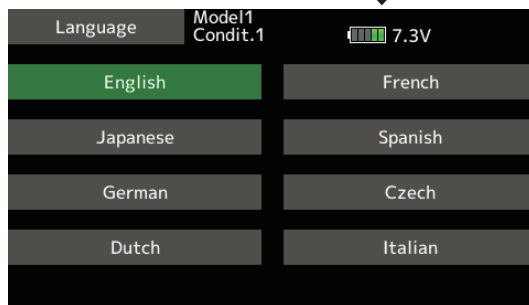 Language
Model1
Condit.1
7.3V
English
French
Japanese
Spanish
German
Czech
Dutch
Italian